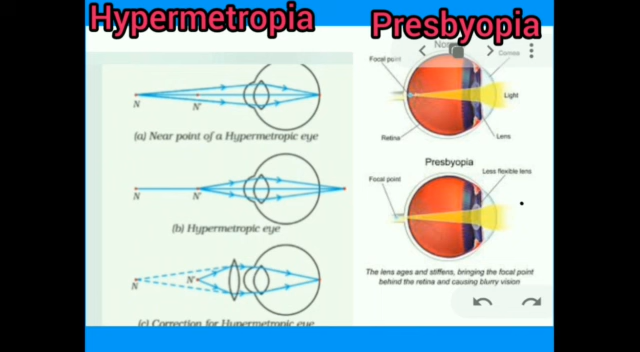 Hypermetropia
Presbyopia
N
N'
(a) Near point of a Hypermetropic eye
N
N'
(b) Hypermetropic eye
N
N'
(c) Correction for Hypermetropic eye
Focal point
Cornea
Light
Retina
Lens
Presbyopia
Less flexible lens
Focal point
The lens ages and stiffens, bringing the focal point
behind the retina and causing blurry vision